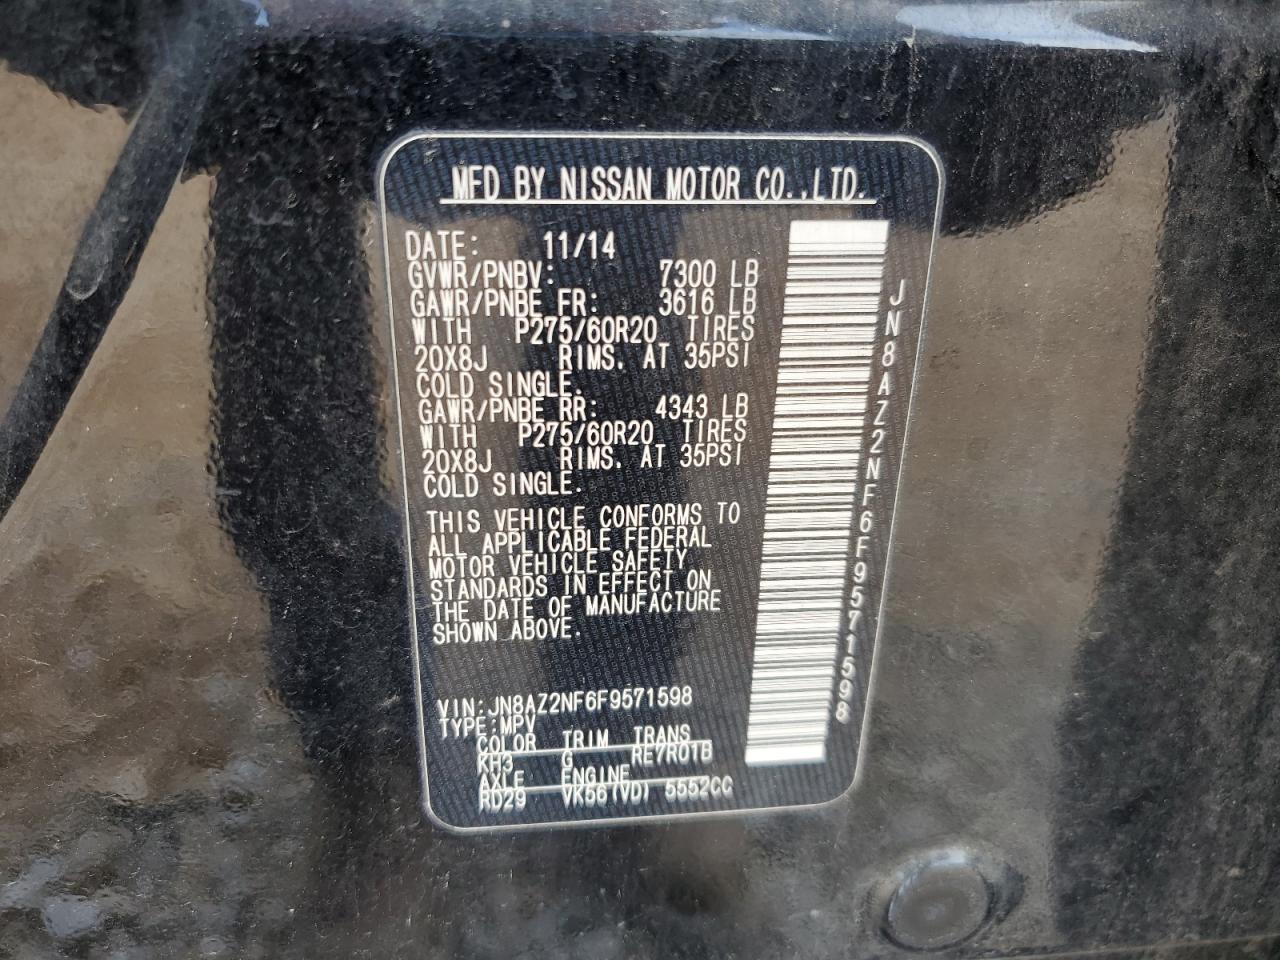 MFD BY NISSAN MOTOR CO.,LTD.
DATE: 11/14
GVWR/PNBV: 7300 LB
GAWR/PNBE FR: 3616 LB
WITH P275/60R20 TIRES
20X8J RIMS. AT 35PSI
COLD SINGLE.
GAWR/PNBE RR: 4343 LB
WITH P275/60R20 TIRES
20X8J RIMS. AT 35PSI
COLD SINGLE.
THIS VEHICLE CONFORMS TO
ALL APPLICABLE FEDERAL
MOTOR VEHICLE SAFETY
STANDARDS IN EFFECT ON
THE DATE OF MANUFACTURE
SHOWN ABOVE.
VIN:JN8AZ2NF6F9571598
TYPE:MPV
COLOR TRIM TRANS
KH3 G RE7R01B
AXLE ENGINE
RD29 VK56(VD) 5552CC
JN8AZ2NF6F9571598